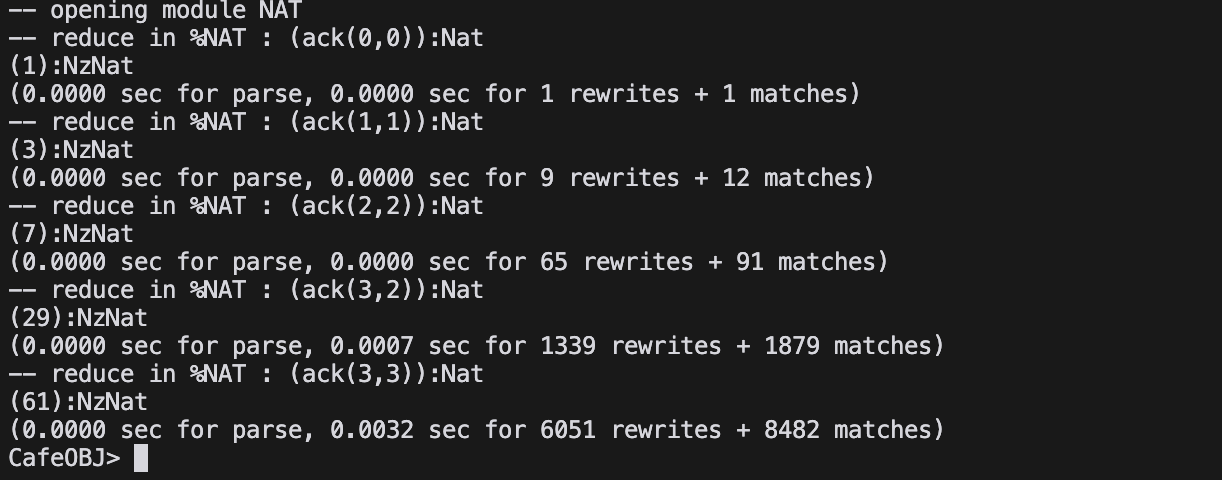 -- opening module NAT
-- reduce in %NAT : (ack(0,0)):Nat
(1):NzNat
(0.0000 sec for parse, 0.0000 sec for 1 rewrites + 1 matches)
-- reduce in %NAT : (ack(1,1)):Nat
(3):NzNat
(0.0000 sec for parse, 0.0000 sec for 9 rewrites + 12 matches)
-- reduce in %NAT : (ack(2,2)):Nat
(7):NzNat
(0.0000 sec for parse, 0.0000 sec for 65 rewrites + 91 matches)
-- reduce in %NAT : (ack(3,2)):Nat
(29):NzNat
(0.0000 sec for parse, 0.0007 sec for 1339 rewrites + 1879 matches)
-- reduce in %NAT : (ack(3,3)):Nat
(61):NzNat
(0.0000 sec for parse, 0.0032 sec for 6051 rewrites + 8482 matches)
CafeOBJ>